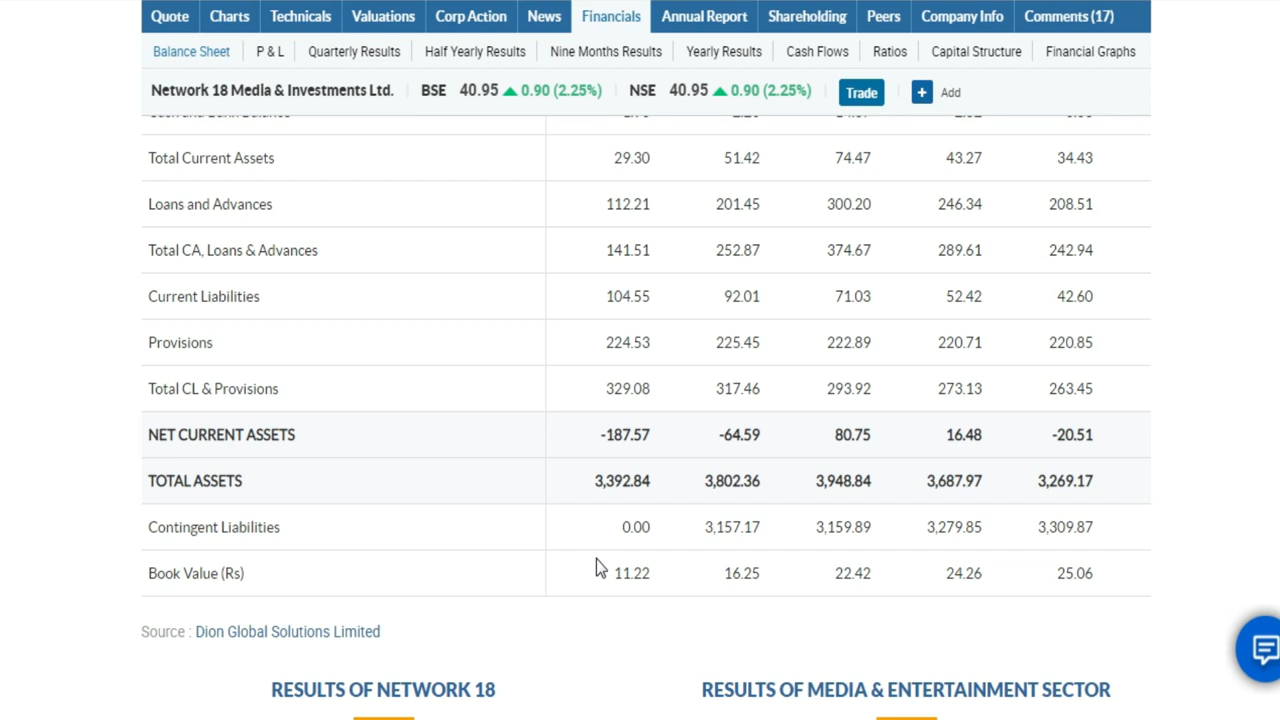 Quote Charts Technicals Valuations Corp Action News Financials Annual Report Shareholding Peers Company Info Comments (17)
Balance Sheet P & L Quarterly Results Half Yearly Results Nine Months Results Yearly Results Cash Flows Ratios Capital Structure Financial Graphs
Network 18 Media & Investments Ltd. BSE 40.95 0.90 (2.25%) NSE 40.95 0.90 (2.25%) Trade + Add
Total Current Assets 29.30 51.42 74.47 43.27 34.43
Loans and Advances 112.21 201.45 300.20 246.34 208.51
Total CA, Loans & Advances 141.51 252.87 374.67 289.61 242.94
Current Liabilities 104.55 92.01 71.03 52.42 42.60
Provisions 224.53 225.45 222.89 220.71 220.85
Total CL & Provisions 329.08 317.46 293.92 273.13 263.45
NET CURRENT ASSETS -187.57 -64.59 80.75 16.48 -20.51
TOTAL ASSETS 3,392.84 3,802.36 3,948.84 3,687.97 3,269.17
Contingent Liabilities 0.00 3,157.17 3,159.89 3,279.85 3,309.87
Book Value (Rs) 11.22 16.25 22.42 24.26 25.06
Source : Dion Global Solutions Limited
RESULTS OF NETWORK 18 RESULTS OF MEDIA & ENTERTAINMENT SECTOR